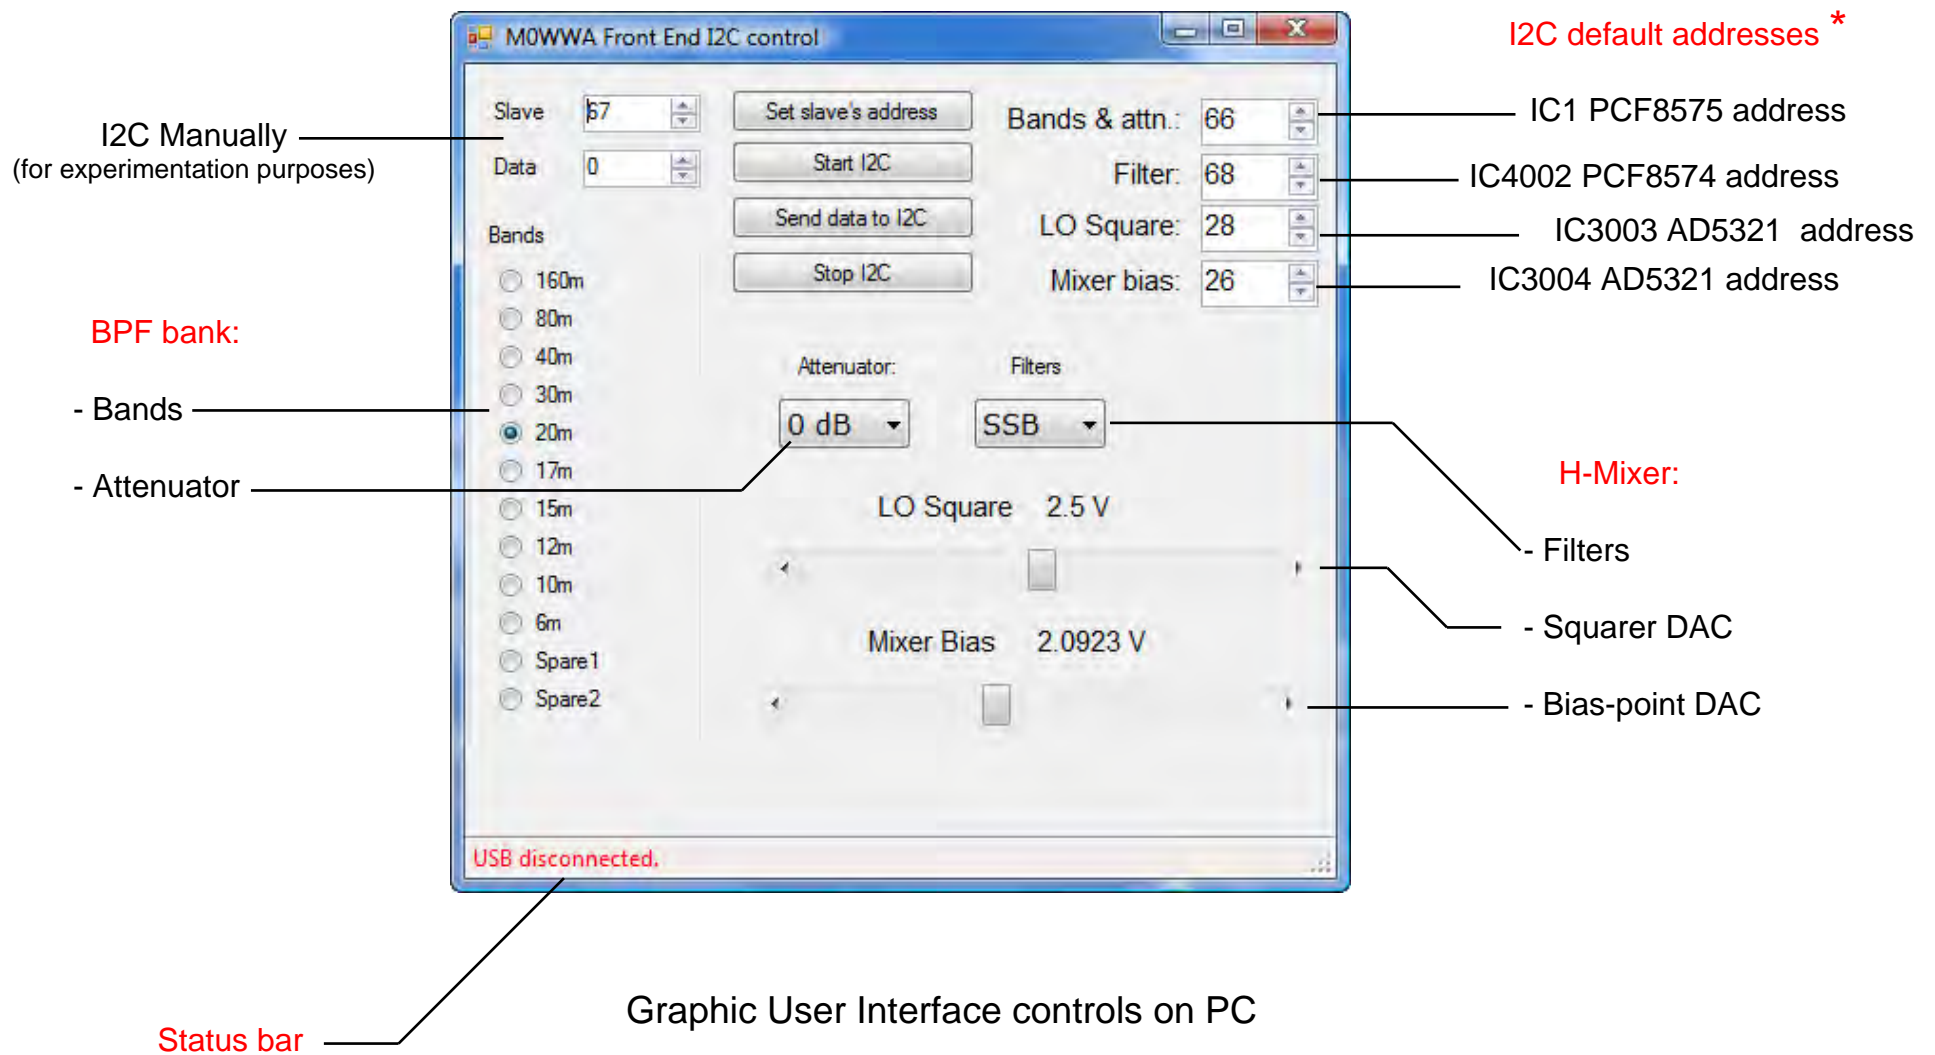 M0WWA Front End I2C control
I2C default addresses *
Slave 67
Data 0
Set slave's address
Start I2C
Send data to I2C
Stop I2C
Bands & attn.: 66
Filter: 68
LO Square: 28
Mixer bias: 26
IC1 PCF8575 address
IC4002 PCF8574 address
IC3003 AD5321 address
IC3004 AD5321 address
I2C Manually
(for experimentation purposes)
Bands
160m
80m
40m
30m
20m
17m
15m
12m
10m
6m
Spare1
Spare2
BPF bank:
- Bands
- Attenuator
Attenuator:
0 dB
Filters
SSB
LO Square 2.5 V
Mixer Bias 2.0923 V
H-Mixer:
- Filters
- Squarer DAC
- Bias-point DAC
USB disconnected.
Status bar
Graphic User Interface controls on PC